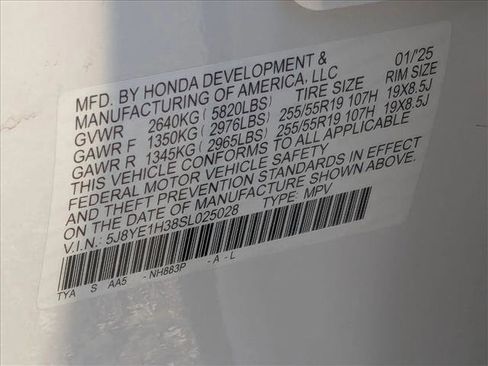 MFD. BY HONDA DEVELOPMENT & 01/'25
MANUFACTURING OF AMERICA, LLC
GVWR 2640KG( 5820LBS) TIRE SIZE RIM SIZE
GAWR F 1350KG( 2976LBS) 255/55R19 107H 19X8.5J
GAWR R 1345KG( 2965LBS) 255/55R19 107H 19X8.5J
THIS VEHICLE CONFORMS TO ALL APPLICABLE
FEDERAL MOTOR VEHICLE SAFETY
AND THEFT PREVENTION STANDARDS IN EFFECT
ON THE DATE OF MANUFACTURE SHOWN ABOVE.
V.I.N.: 5J8YE1H38SL025028 TYPE: MPV
TYA S AA5 -NH883P -A-L